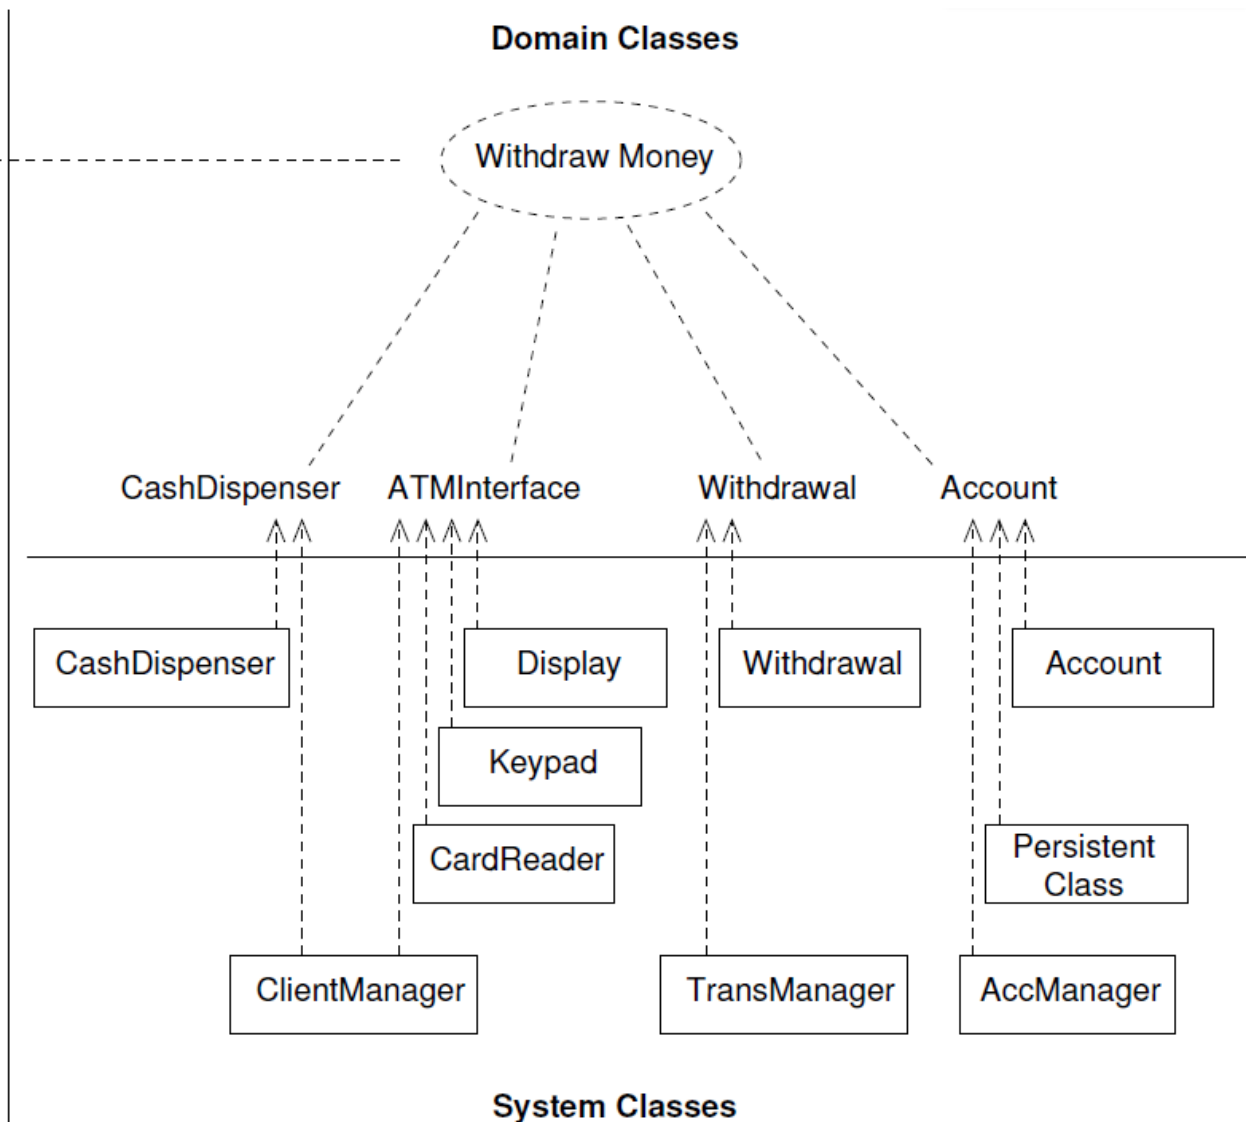 Domain Classes
Withdraw Money
CashDispenser
ATMInterface
Withdrawal
Account
CashDispenser
Display
Withdrawal
Account
Keypad
CardReader
Persistent
Class
ClientManager
TransManager
AccManager
System Classes